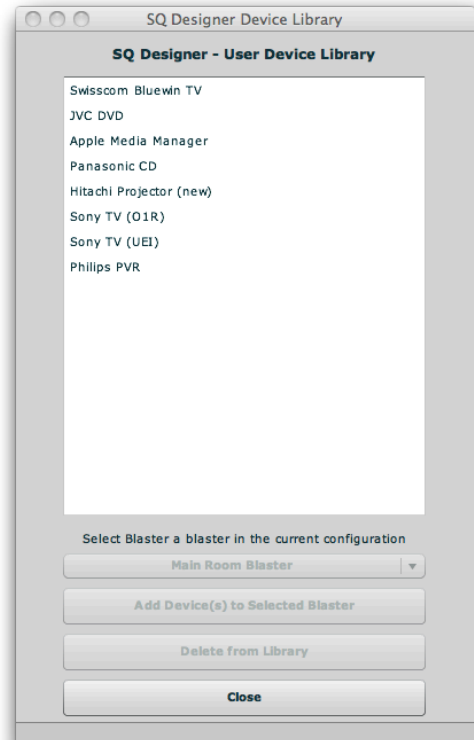 SQ Designer Device Library
SQ Designer - User Device Library
Swisscom Bluewin TV
JVC DVD
Apple Media Manager
Panasonic CD
Hitachi Projector (new)
Sony TV (O1R)
Sony TV (UEI)
Philips PVR
Select Blaster a blaster in the current configuration
Main Room Blaster
Add Device(s) to Selected Blaster
Delete from Library
Close